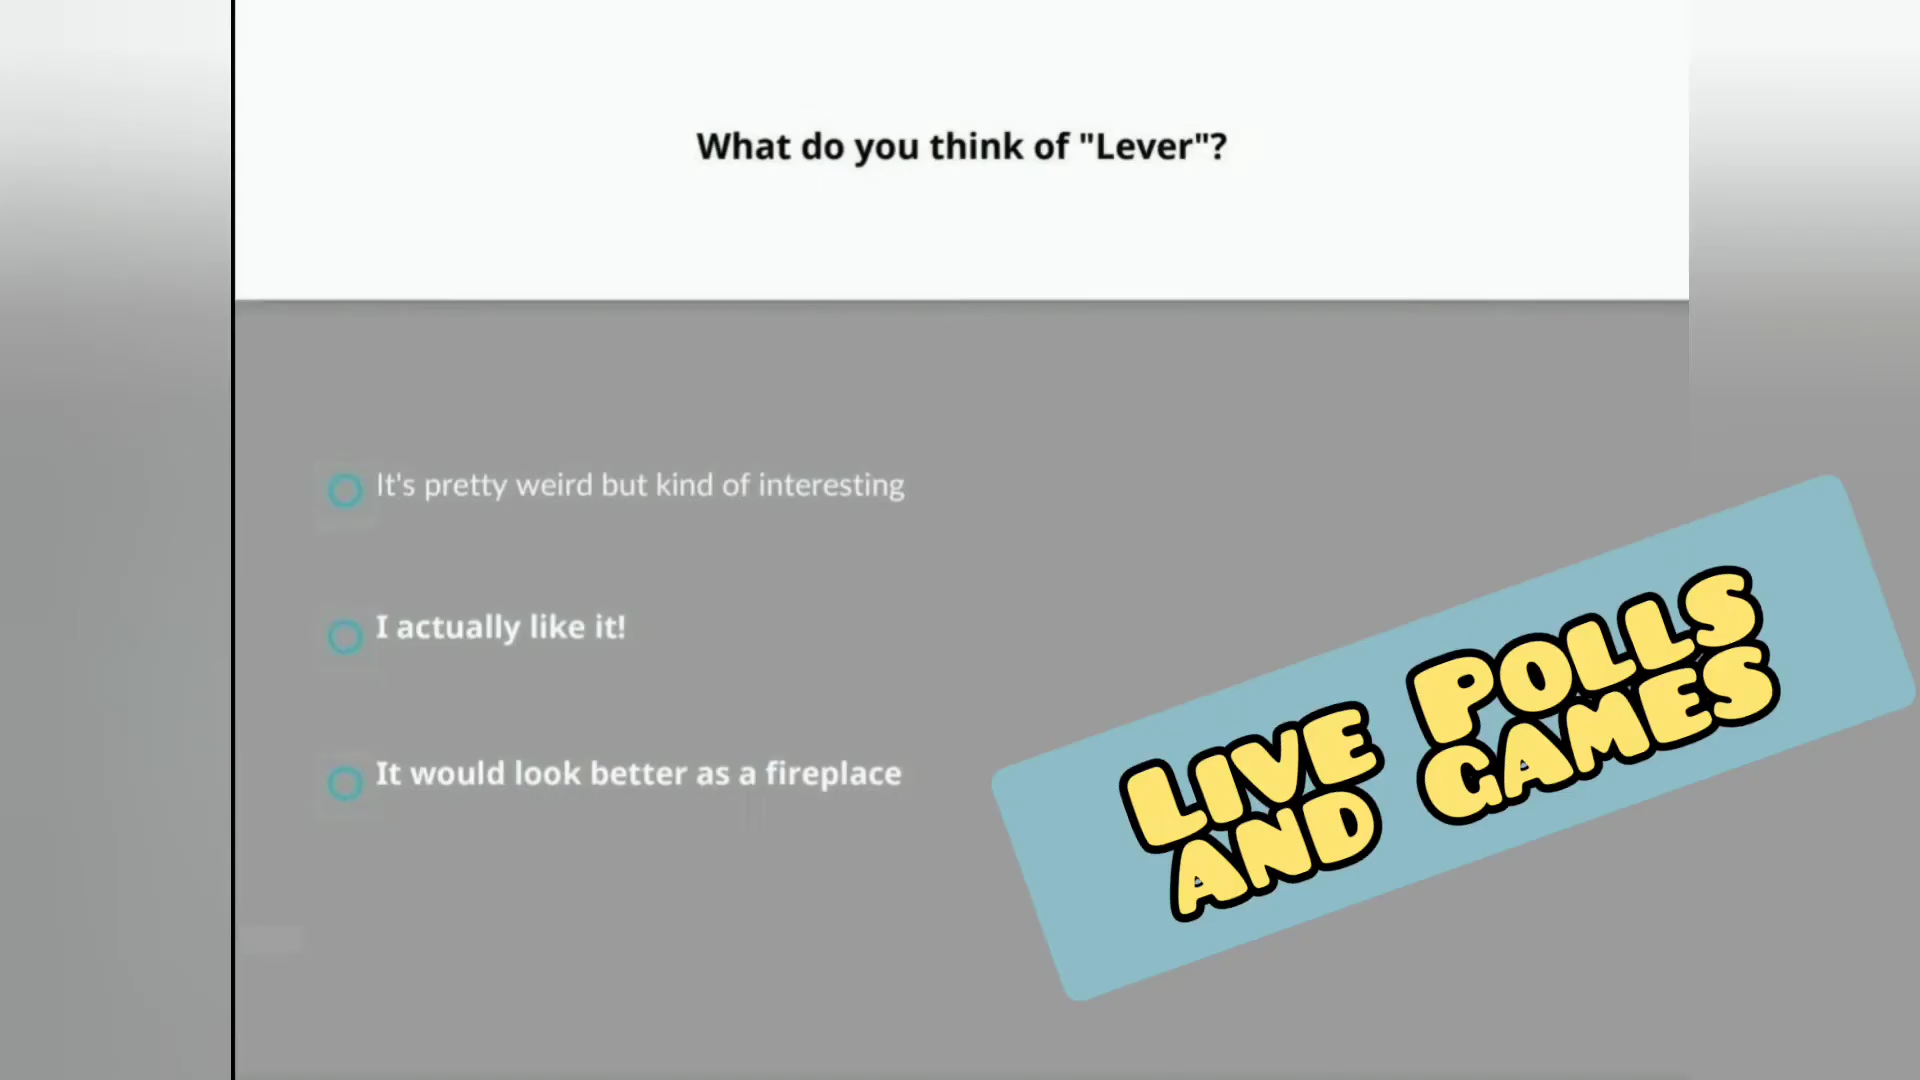 What do you think of "Lever"?
It's pretty weird but kind of interesting
I actually like it!
It would look better as a fireplace
LIVE POLLS
AND GAMES